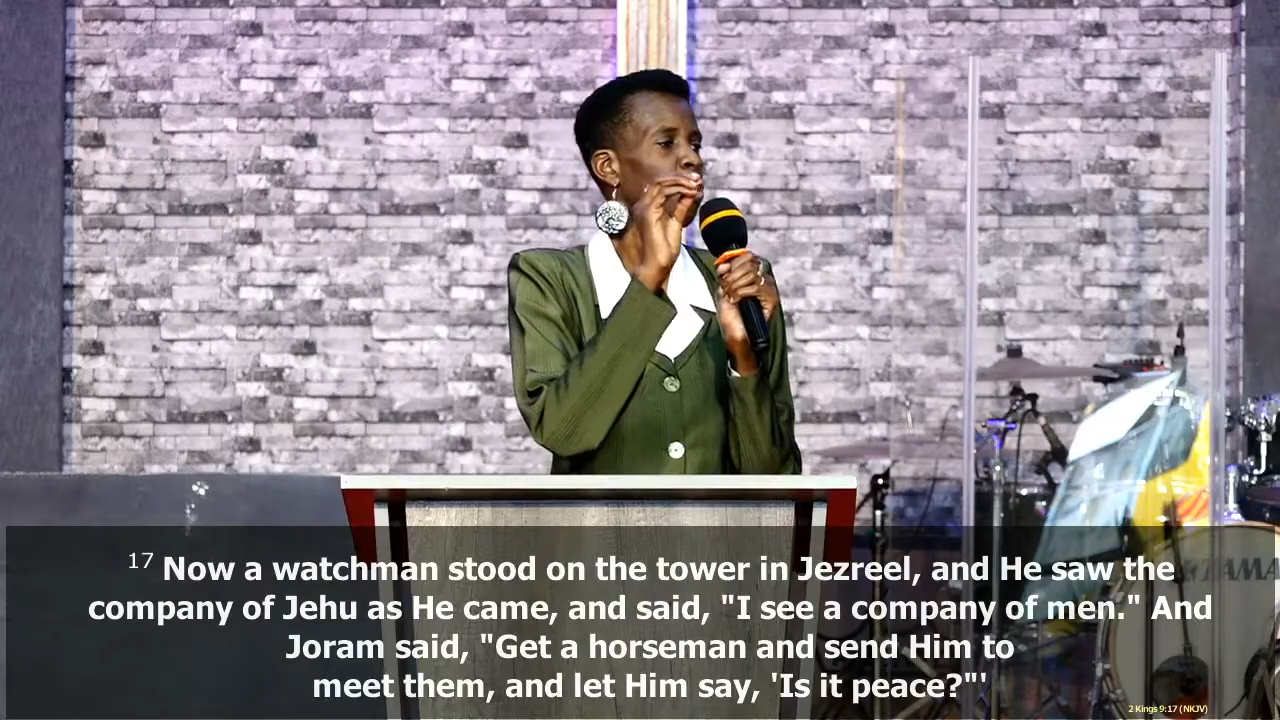 17 Now a watchman stood on the tower in Jezreel, and He saw the
company of Jehu as He came, and said, "I see a company of men." And
Joram said, "Get a horseman and send Him to
meet them, and let Him say, 'Is it peace?"'
2 Kings 9:17 (NKJV)
TAMA